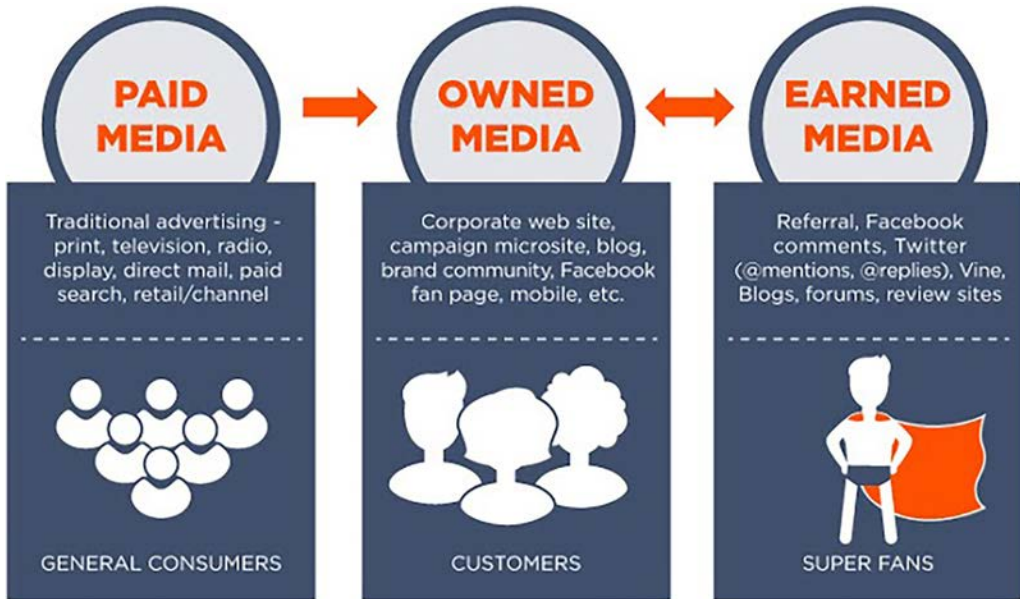 PAID
MEDIA
Traditional advertising -
print, television, radio,
display, direct mail, paid
search, retail/channel
GENERAL CONSUMERS
OWNED
MEDIA
Corporate web site,
campaign microsite, blog,
brand community, Facebook
fan page, mobile, etc.
CUSTOMERS
EARNED
MEDIA
Referral, Facebook
comments, Twitter
(@mentions, @replies), Vine,
Blogs, forums, review sites
SUPER FANS